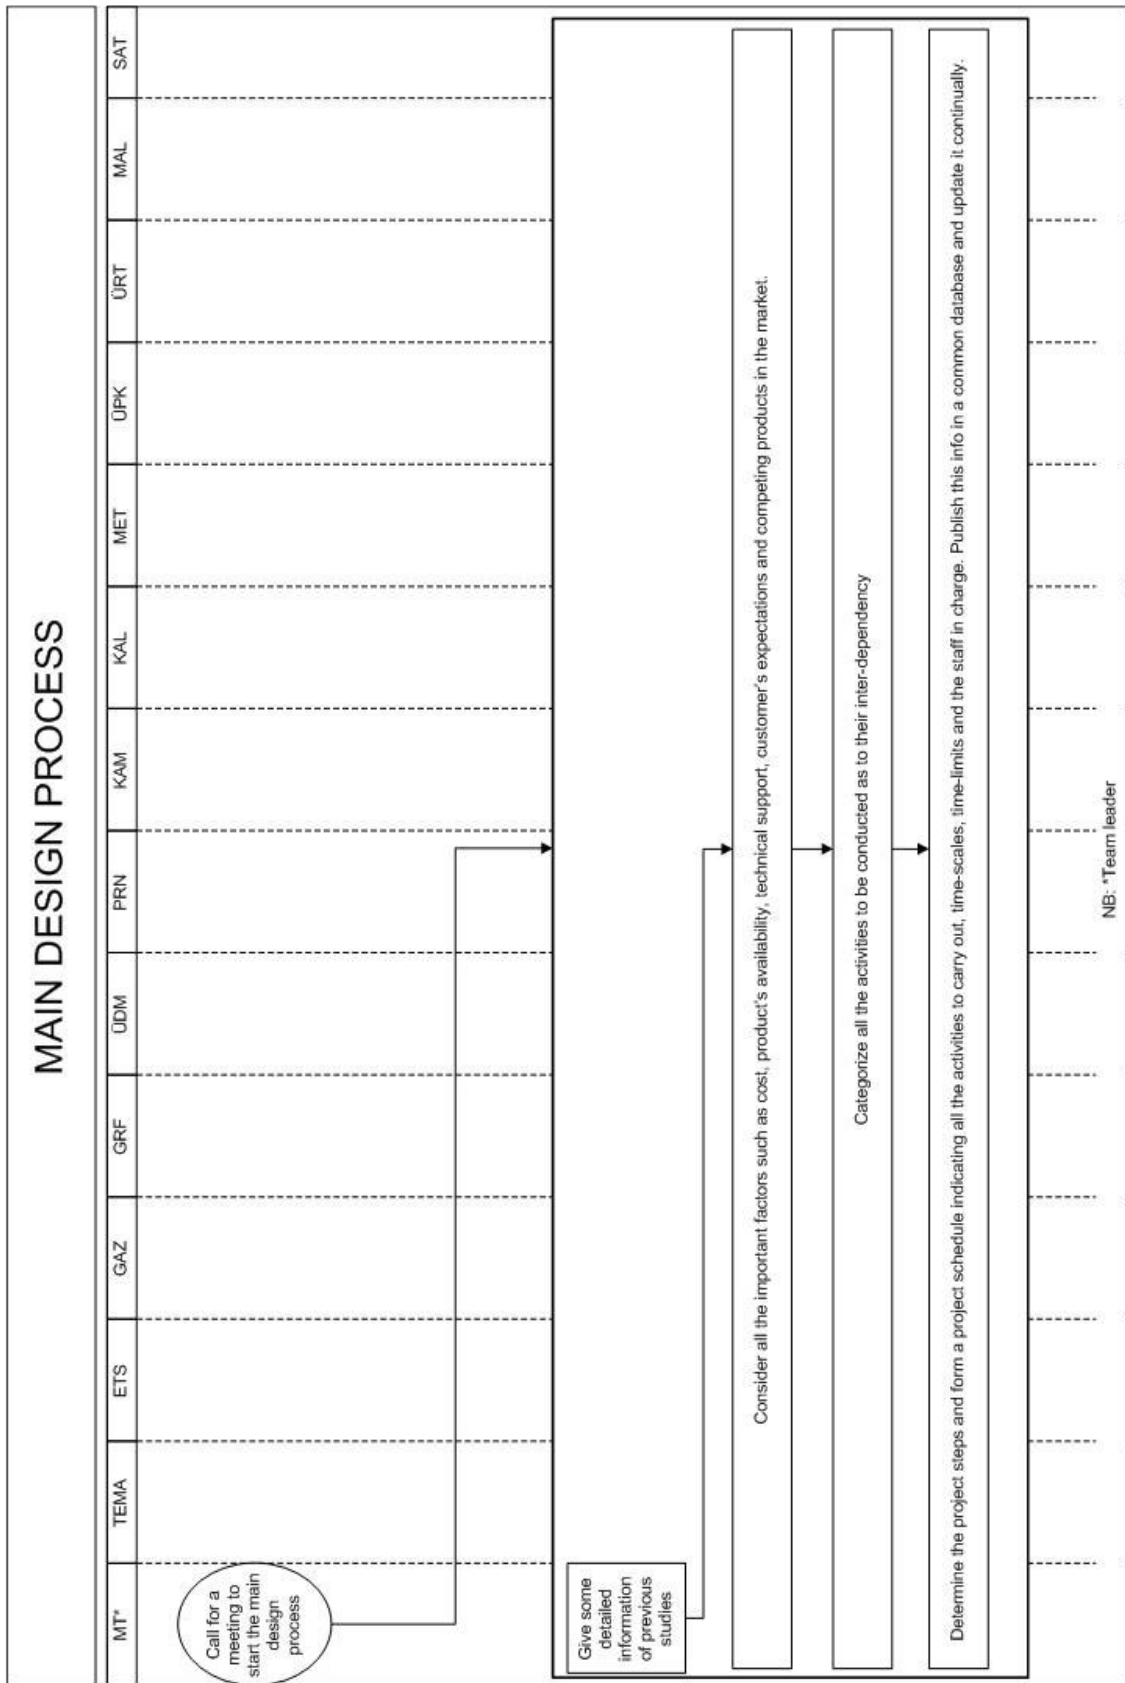 MAIN DESIGN PROCESS
MT*
TEMA
ETS
GAZ
GRF
ÜDM
PRN
KAM
KAL
MET
ÜPK
ÜRT
MAL
SAT
Call for a
meeting to
start the main
design
process
Give some
detailed
information
of previous
studies
Consider all the important factors such as cost, product's availability, technical support, customer's expectations and competing products in the market.
Categorize all the activities to be conducted as to their inter-dependency
Determine the project steps and form a project schedule indicating all the activities to carry out, time-scales, time-limits and the staff in charge. Publish this info in a common database and update it continually.
NB: *Team leader